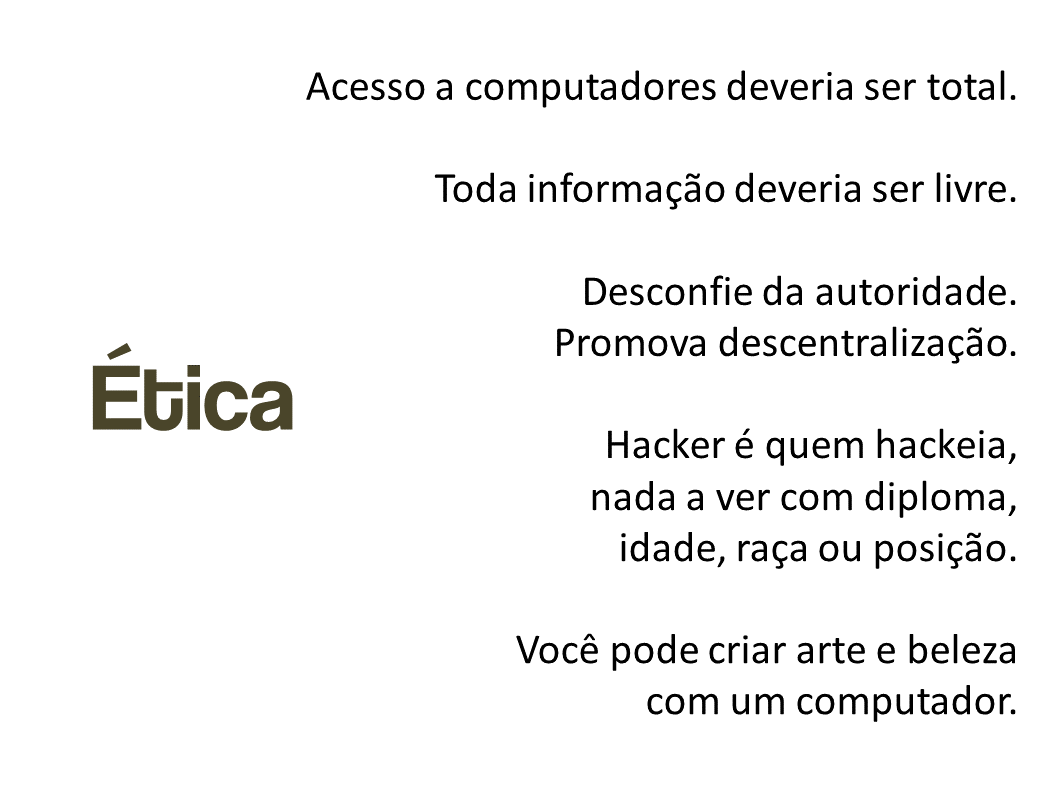 Acesso a computadores deveria ser total.
Toda informação deveria ser livre.
Desconfie da autoridade.
Promova descentralização.
Ética
Hacker é quem hackeia,
nada a ver com diploma,
idade, raça ou posição.
Você pode criar arte e beleza
com um computador.